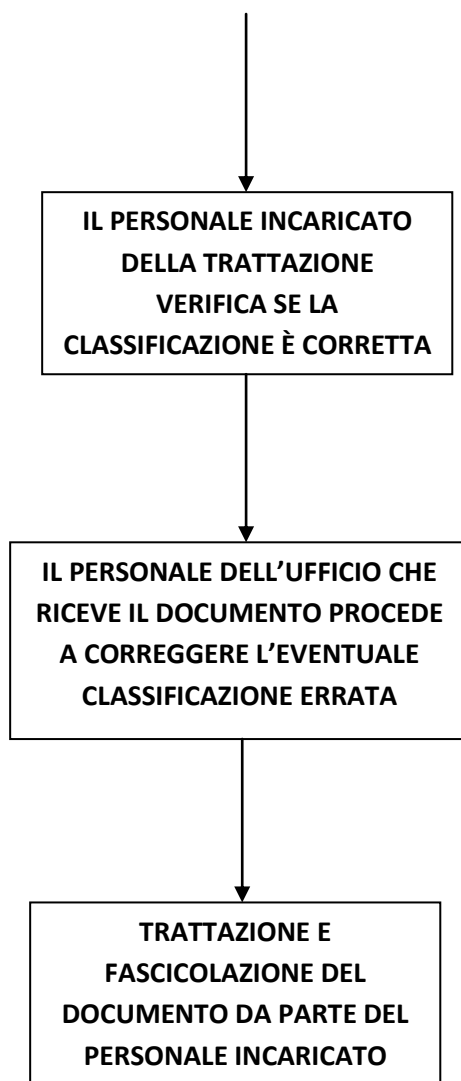 IL PERSONALE INCARICATO
DELLA TRATTAZIONE
VERIFICA SE LA
CLASSIFICAZIONE È CORRETTA
IL PERSONALE DELL’UFFICIO CHE
RICEVE IL DOCUMENTO PROCEDE
A CORREGGERE L’EVENTUALE
CLASSIFICAZIONE ERRATA
TRATTAZIONE E
FASCICOLAZIONE DEL
DOCUMENTO DA PARTE DEL
PERSONALE INCARICATO